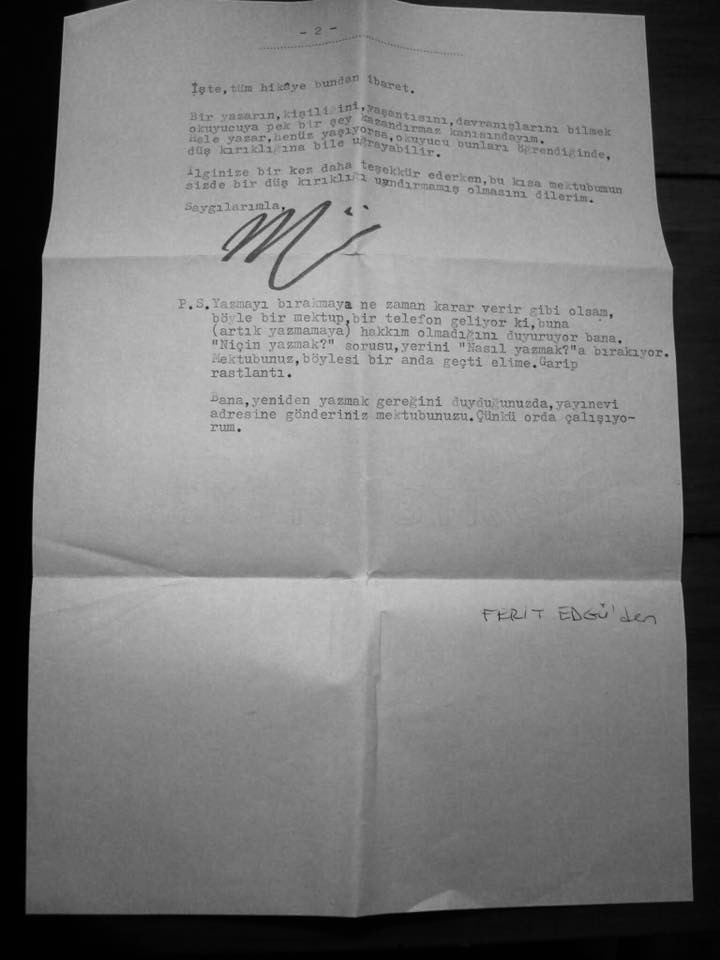 - 2 -
İşte,tüm hikâye bundan ibaret.
Bir yazarın,kişiliğini,yaşantısını,davranışlarını bilmek
okuyucuya pek bir şey kazandırmaz kanısındayım.
Hele yazar,henüz yaşıyorsa,okuyucu bunları öğrendiğinde,
düş kırıklığına bile uğrayabilir.
İlginize bir kez daha teşekkür ederken,bu kısa mektubumun
sizde bir düş kırıklığı uyandırmamış olmasını dilerim.
Saygılarımla,
P.S.Yazmayı bırakmaya ne zaman karar verir gibi olsam,
böyle bir mektup,bir telefon geliyor ki,buna
(artık yazmamaya) hakkım olmadığını duyuruyor bana.
"Niçin yazmak?" sorusu,yerini "Nasıl yazmak?"a bırakıyor.
Mektubunuz,böylesi bir anda geçti elime.Garip
rastlantı.
Bana,yeniden yazmak gereğini duyduğunuzda,yayınevi
adresine gönderiniz mektubunuzu.Çünkü orda çalışıyo-
rum.
FERİT EDGÜ'den